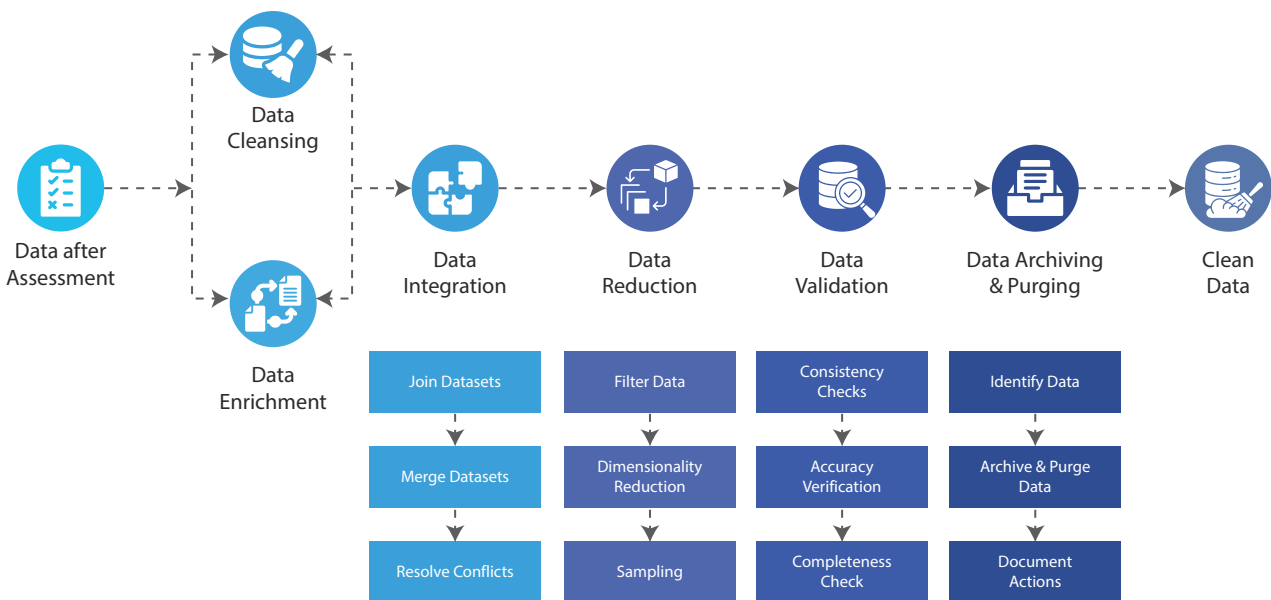 Data
Cleansing
Data after
Assessment
Data
Enrichment
Data
Integration
Data
Reduction
Data
Validation
Data Archiving
& Purging
Clean
Data
Join Datasets
Merge Datasets
Resolve Conflicts
Filter Data
Dimensionality
Reduction
Sampling
Consistency
Checks
Accuracy
Verification
Completeness
Check
Identify Data
Archive & Purge
Data
Document
Actions